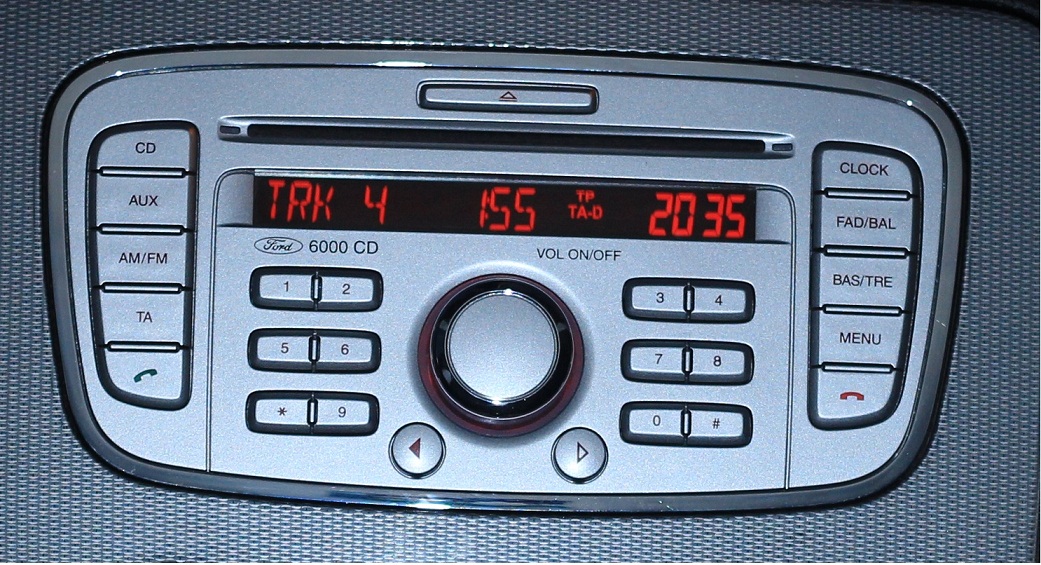 CD
AUX
AM/FM
TA
TRK 4 1:55 TP TA-D 2035
Ford 6000 CD
VOL ON/OFF
1 2
3 4
5 6
7 8
* 9
0 #
CLOCK
FAD/BAL
BAS/TRE
MENU